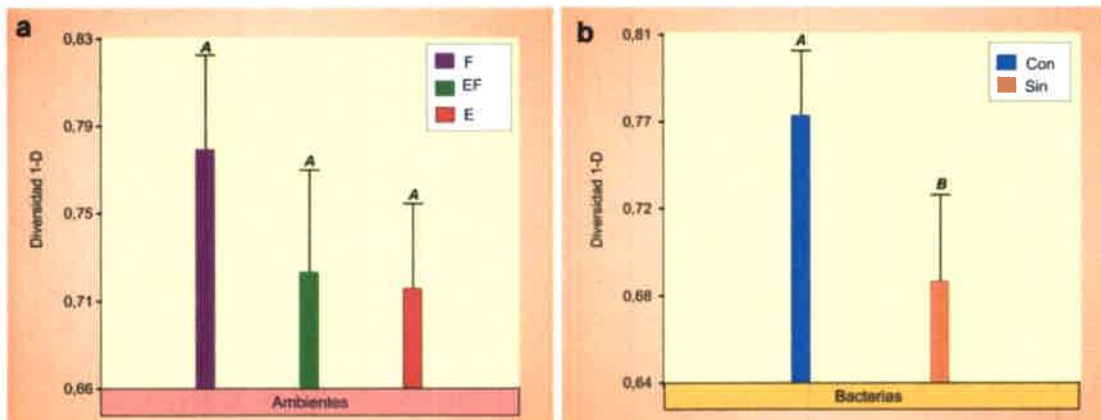 a
0,83
A
F
EF
E
0,79
A
A
Diversidad 1-D
0,75
0,71
0,66
Ambientes
b
0,81
A
Con
Sin
0,77
B
Diversidad 1-D
0,72
0,68
0,64
Bacterias